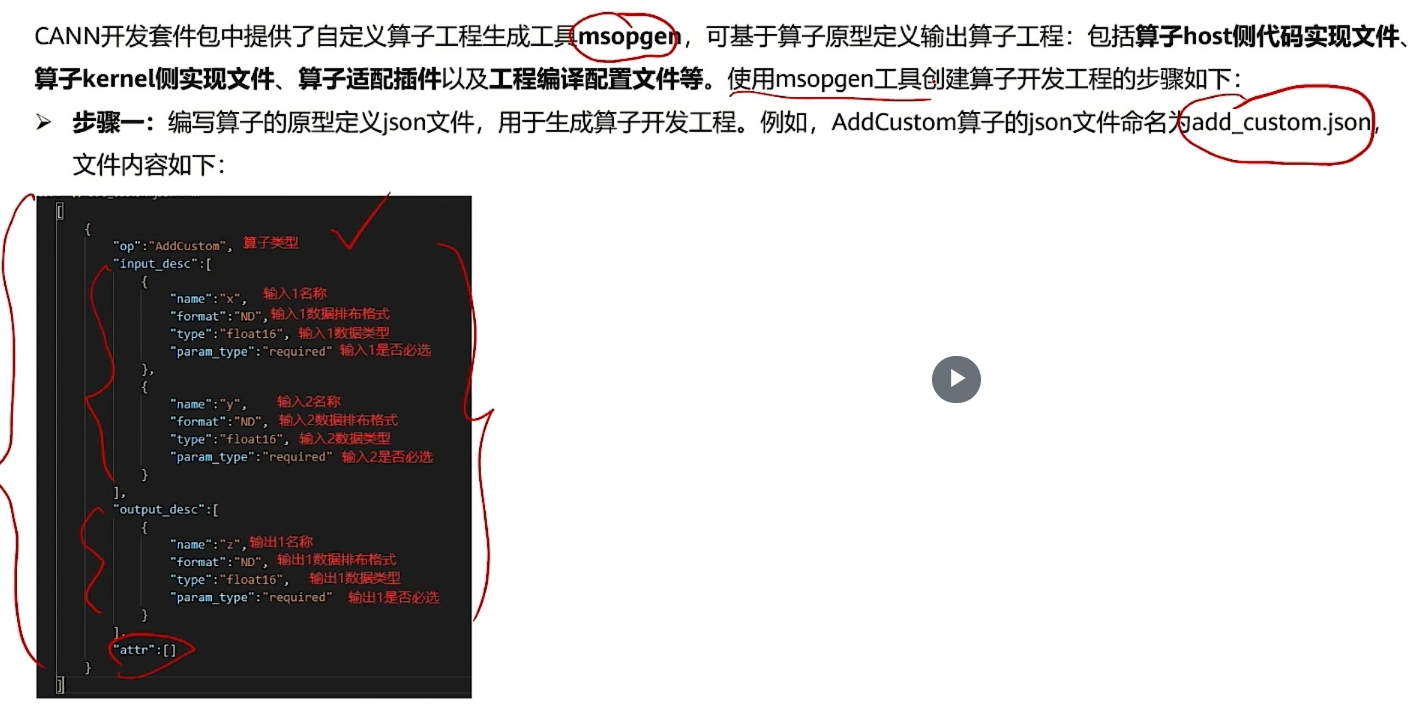 CANN开发套件包中提供了自定义算子工程生成工具msopgen，可基于算子原型定义输出算子工程：包括算子host侧代码实现文件、
算子kernel侧实现文件、算子适配插件以及工程编译配置文件等。使用msopgen工具创建算子开发工程的步骤如下：
➢ 步骤一：编写算子的原型定义json文件，用于生成算子开发工程。例如，AddCustom算子的json文件命名为add_custom.json，
文件内容如下：
[
{
"op":"AddCustom", 算子类型
"input_desc":[
{
"name":"x", 输入1名称
"format":"ND", 输入1数据排布格式
"type":"float16", 输入1数据类型
"param_type":"required" 输入1是否必选
},
{
"name":"y", 输入2名称
"format":"ND", 输入2数据排布格式
"type":"float16", 输入2数据类型
"param_type":"required" 输入2是否必选
}
],
"output_desc":[
{
"name":"z", 输出1名称
"format":"ND", 输出1数据排布格式
"type":"float16", 输出1数据类型
"param_type":"required" 输出1是否必选
}
],
"attr":[]
}
]